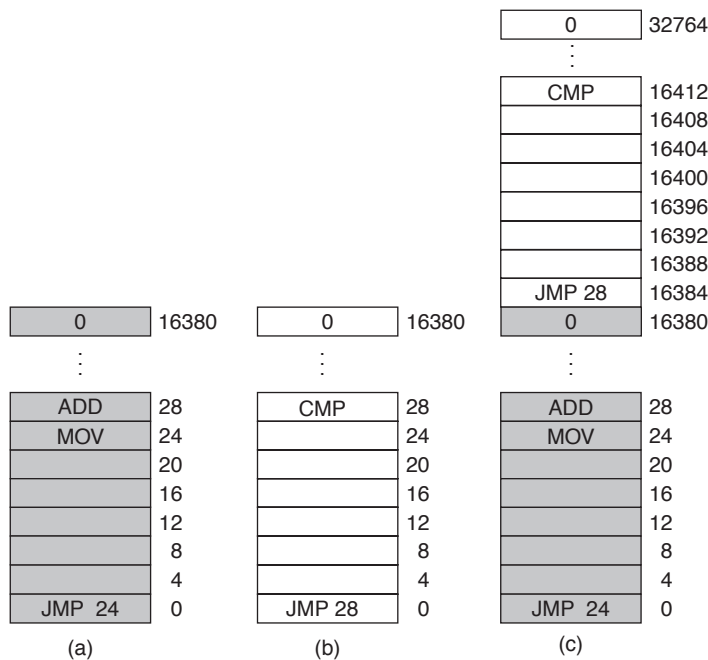 0 32764
CMP 16412
16408
16404
16400
16396
16392
16388
JMP 28 16384
0 16380
0 16380
0 16380
ADD 28
MOV 24
20
16
12
8
4
JMP 24 0
(a)
CMP 28
24
20
16
12
8
4
JMP 28 0
(b)
ADD 28
MOV 24
20
16
12
8
4
JMP 24 0
(c)